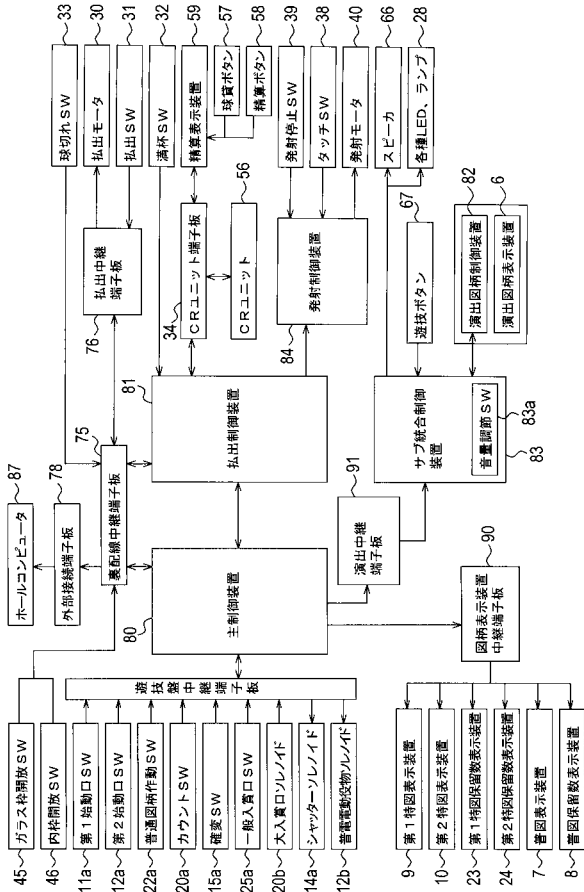 ガラス枠開放SW
45
内枠開放SW
46
第1始動口SW
11a
第2始動口SW
12a
普通図柄作動SW
22a
カウントSW
20a
確変SW
15a
一般入賞口SW
25a
大入賞口ソレノイド
20b
シャッターソレノイド
14a
普電電動役物ソレノイド
12b
遊技盤中継端子板
ホールコンピュータ
87
外部接続端子板
78
裏配線中継端子板
75
主制御装置
80
払出制御装置
81
払出中継
端子板
76
球切れSW
33
払出モータ
30
払出SW
31
満杯SW
32
精算表示装置
59
球貸ボタン
57
精算ボタン
58
CRユニット端子板
34
CRユニット
56
発射制御装置
84
発射停止SW
39
タッチSW
38
発射モータ
40
スピーカ
66
各種LED、ランプ
28
遊技ボタン
67
演出図柄制御装置
82
演出図柄表示装置
6
サブ統合制御
装置
音量調節SW
83a
83
演出中継
端子板
91
図柄表示装置
中継端子板
90
第1特図表示装置
9
第2特図表示装置
10
第1特図保留数表示装置
23
第2特図保留数表示装置
24
普図表示装置
7
普図保留数表示装置
8